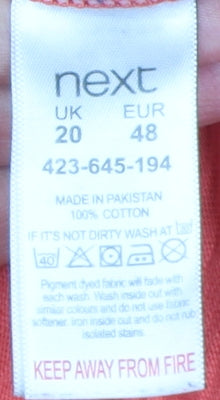 next
UK EUR
20 48
423-645-194
MADE IN PAKISTAN
100% COTTON
IF IT'S NOT DIRTY WASH AT 30°
40
Pigment dyed fabric will fade with
each wash. Wash inside out with
similar colours and do not use fabric
softener. Iron inside out and do not rub
isolated stains.
KEEP AWAY FROM FIRE